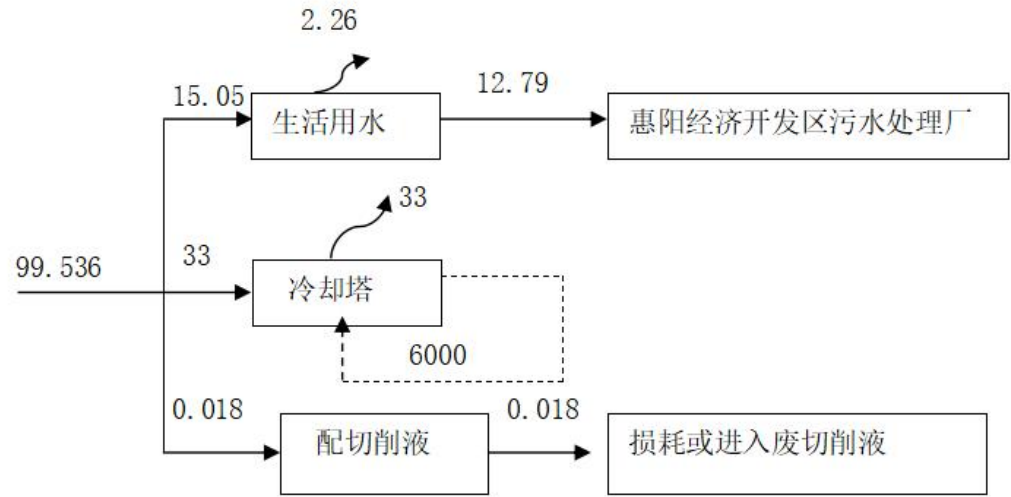 2.26
15.05
生活用水
12.79
惠阳经济开发区污水处理厂
33
99.536
33
冷却塔
6000
0.018
配切削液
0.018
损耗或进入废切削液